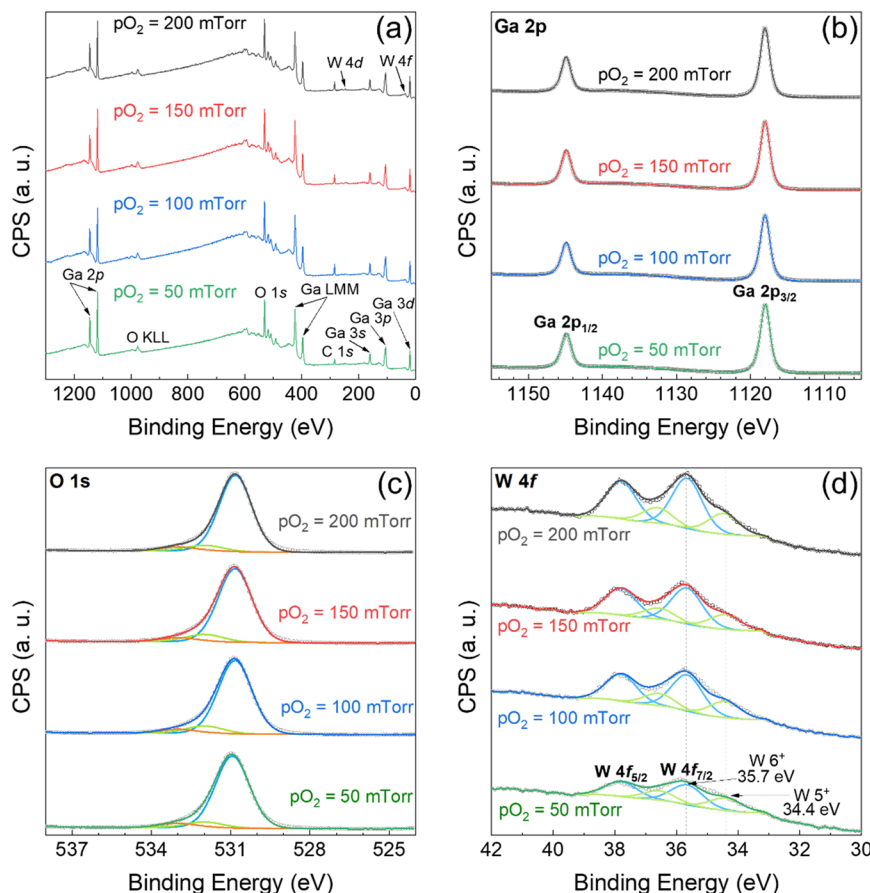 (a)
pO₂ = 200 mTorr
W 4d
W 4f
pO₂ = 150 mTorr
pO₂ = 100 mTorr
Ga 2p
pO₂ = 50 mTorr
O 1s
Ga LMM
Ga 3d
Ga 3p
Ga 3s
O KLL
C 1s
CPS (a. u.)
1200 1000 800 600 400 200 0
Binding Energy (eV)
Ga 2p
(b)
pO₂ = 200 mTorr
pO₂ = 150 mTorr
pO₂ = 100 mTorr
Ga 2p₃/₂
Ga 2p₁/₂
pO₂ = 50 mTorr
CPS (a. u.)
1150 1140 1130 1120 1110
Binding Energy (eV)
O 1s
(c)
pO₂ = 200 mTorr
pO₂ = 150 mTorr
pO₂ = 100 mTorr
pO₂ = 50 mTorr
CPS (a. u.)
537 534 531 528 525
Binding Energy (eV)
W 4f
(d)
pO₂ = 200 mTorr
pO₂ = 150 mTorr
pO₂ = 100 mTorr
W 4f₅/₂
W 4f₇/₂
W 6⁺
35.7 eV
W 5⁺
34.4 eV
pO₂ = 50 mTorr
CPS (a. u.)
42 40 38 36 34 32 30
Binding Energy (eV)